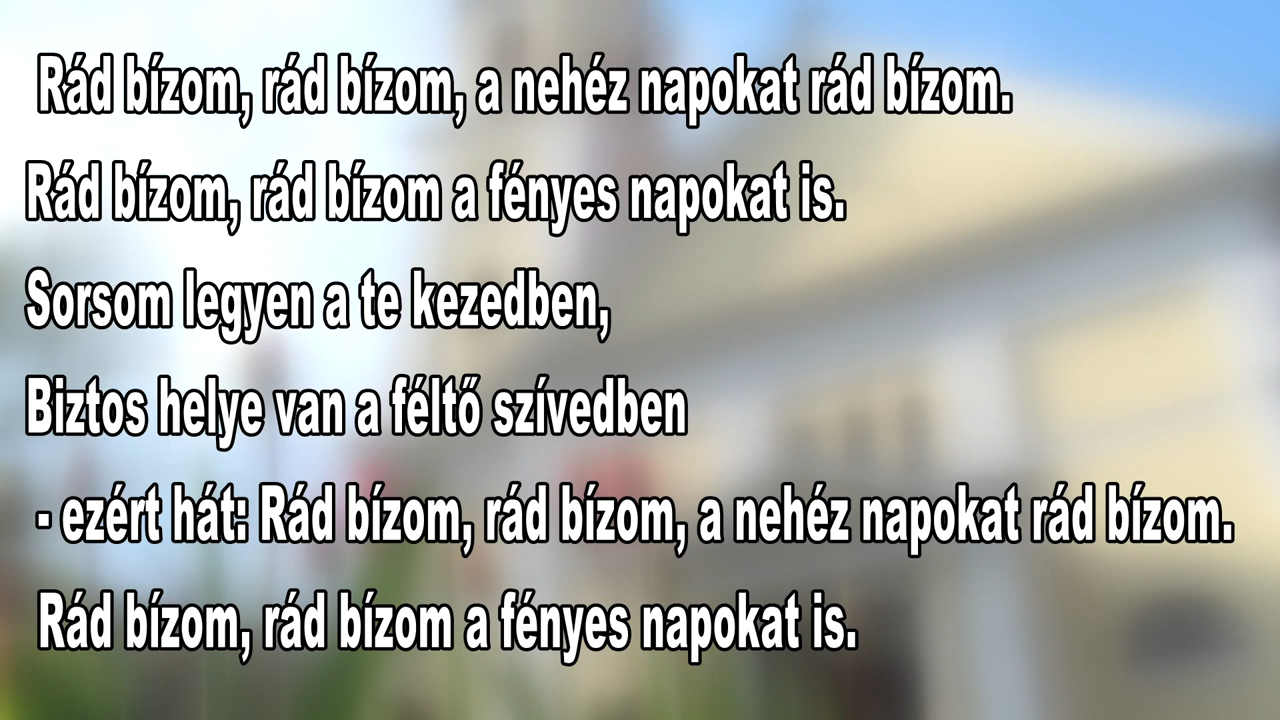 Rád bízom, rád bízom, a nehéz napokat rád bízom.
Rád bízom, rád bízom a fényes napokat is.
Sorsom legyen a te kezedben,
Biztos helye van a féltő szívedben
- ezért hát: Rád bízom, rád bízom, a nehéz napokat rád bízom.
Rád bízom, rád bízom a fényes napokat is.